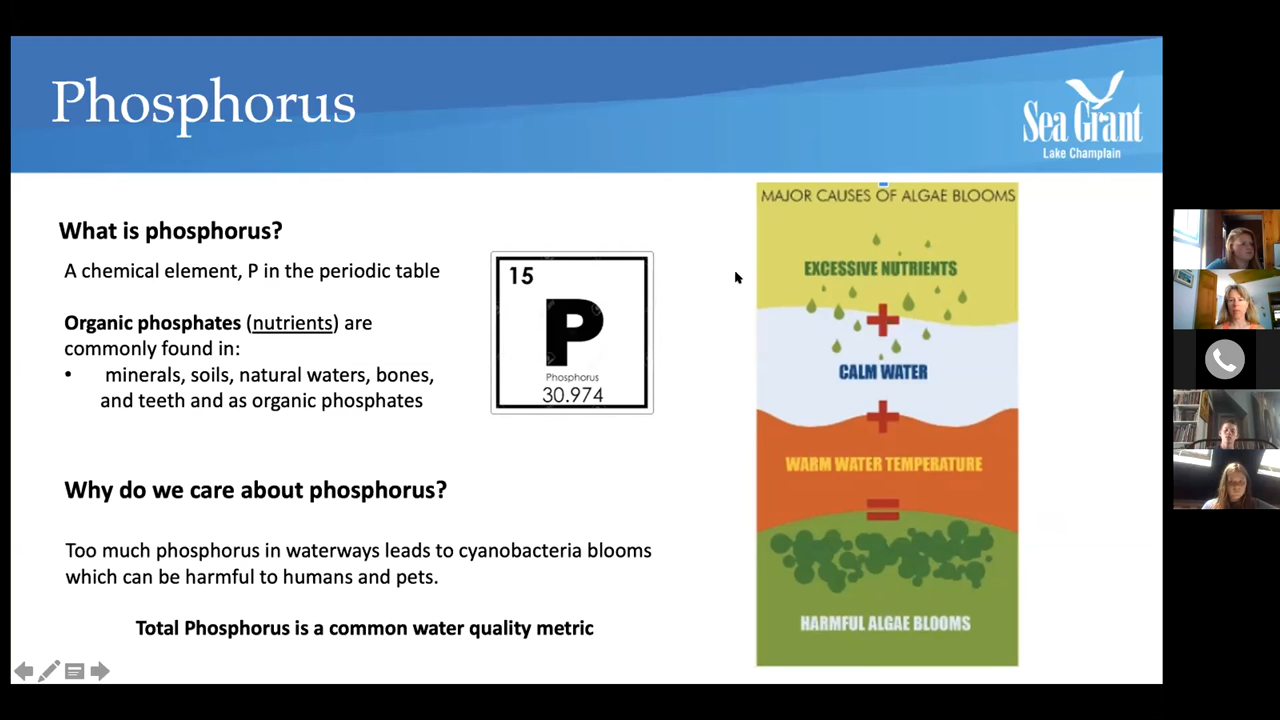 Phosphorus
Sea Grant
Lake Champlain
What is phosphorus?
A chemical element, P in the periodic table
Organic phosphates (nutrients) are
commonly found in:
• minerals, soils, natural waters, bones,
and teeth and as organic phosphates
15
P
Phosphorus
30.974
Why do we care about phosphorus?
Too much phosphorus in waterways leads to cyanobacteria blooms
which can be harmful to humans and pets.
Total Phosphorus is a common water quality metric
MAJOR CAUSES OF ALGAE BLOOMS
EXCESSIVE NUTRIENTS
+
CALM WATER
+
WARM WATER TEMPERATURE
=
HARMFUL ALGAE BLOOMS